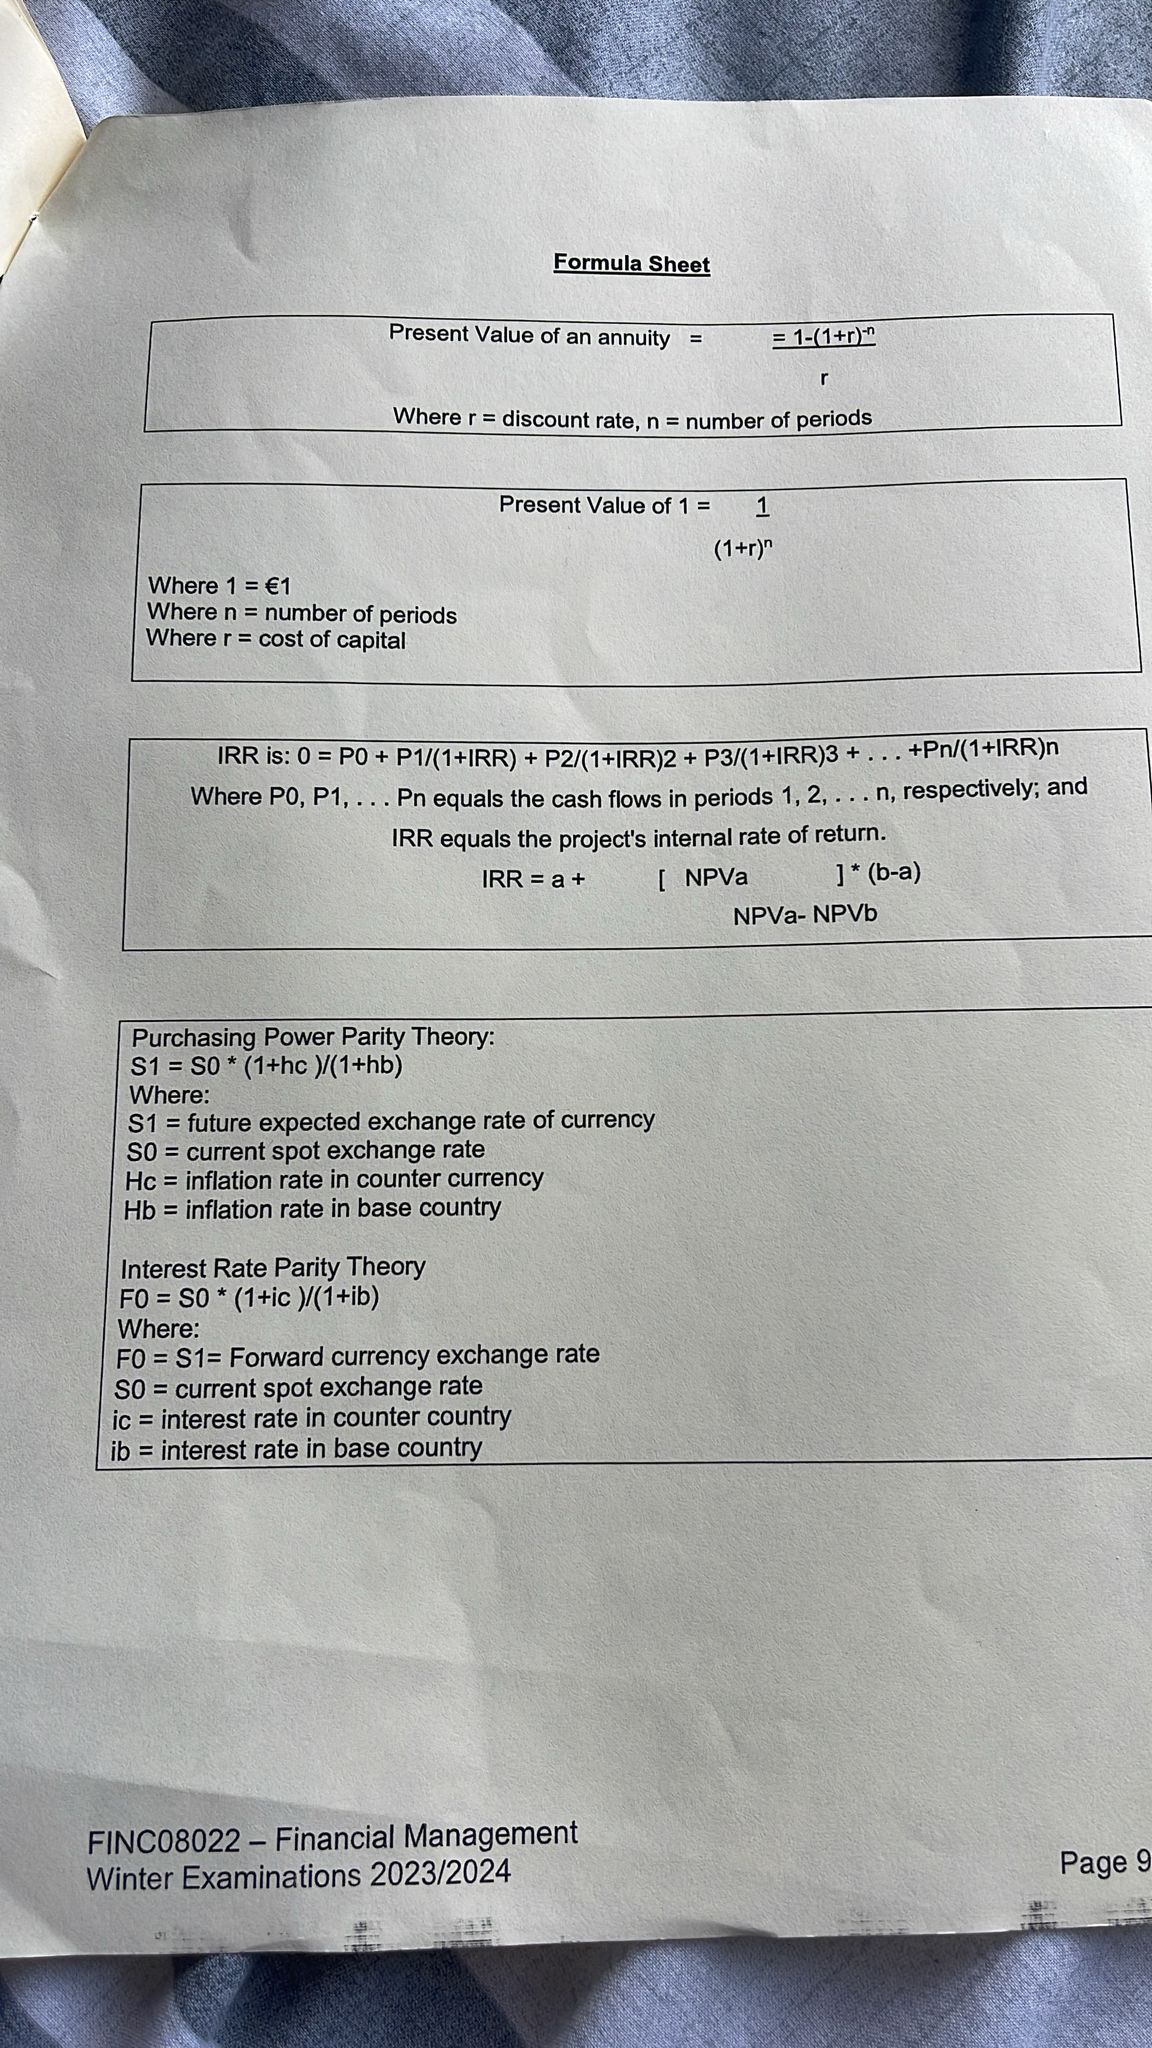 Formula Sheet
Present Value of an annuity = = 1-(1+r)⁻ⁿ
r
Where r = discount rate, n = number of periods
Present Value of 1 = 1
(1+r)ⁿ
Where 1 = €1
Where n = number of periods
Where r = cost of capital
IRR is: 0 = P0 + P1/(1+IRR) + P2/(1+IRR)2 + P3/(1+IRR)3 + . . . +Pn/(1+IRR)n
Where P0, P1, . . . Pn equals the cash flows in periods 1, 2, . . . n, respectively; and
IRR equals the project's internal rate of return.
IRR = a + [ NPVa ] * (b-a)
NPVa- NPVb
Purchasing Power Parity Theory:
S1 = S0 * (1+hc )/(1+hb)
Where:
S1 = future expected exchange rate of currency
S0 = current spot exchange rate
Hc = inflation rate in counter currency
Hb = inflation rate in base country
Interest Rate Parity Theory
F0 = S0 * (1+ic )/(1+ib)
Where:
F0 = S1= Forward currency exchange rate
S0 = current spot exchange rate
ic = interest rate in counter country
ib = interest rate in base country
FINC08022 – Financial Management
Winter Examinations 2023/2024
Page 9